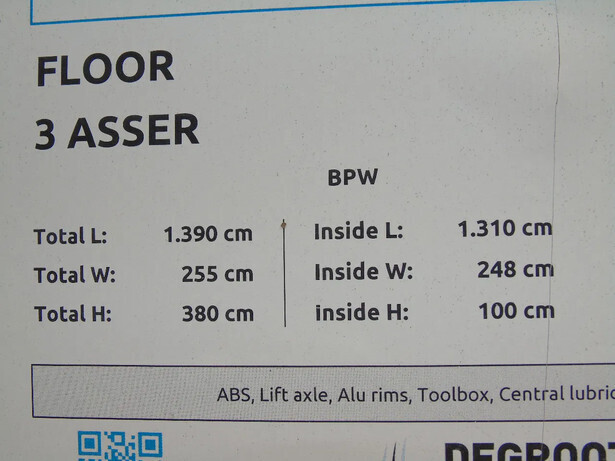 FLOOR
3 ASSER
BPW
Total L: 1.390 cm
Inside L: 1.310 cm
Total W: 255 cm
Inside W: 248 cm
Total H: 380 cm
inside H: 100 cm
ABS, Lift axle, Alu rims, Toolbox, Central lubric
DEGROOT